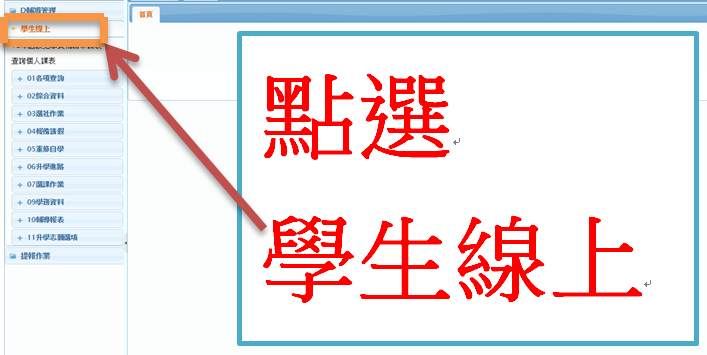 D輔導管理
學生線上
查詢個人課表
01各項查詢
02綜合資料
03選社作業
04報繳請假
05重修自學
06升學進路
07選課作業
09學務資料
10輔導報表
11升學志願選填
提報作業
首頁
點選
學生線上